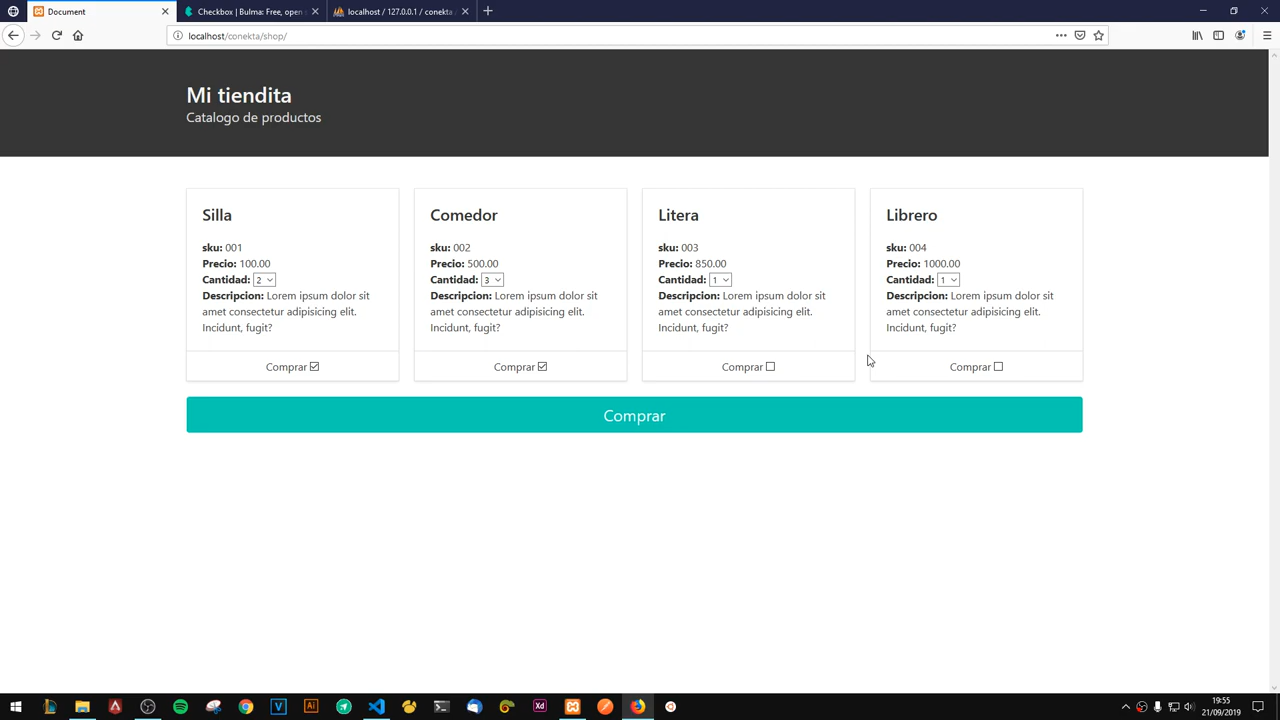 Document
Checkbox | Bulma: Free, open s
localhost / 127.0.0.1 / conekta
localhost/conekta/shop/
Mi tiendita
Catalogo de productos
Silla
sku: 001
Precio: 100.00
Cantidad: 2
Descripcion: Lorem ipsum dolor sit
amet consectetur adipisicing elit.
Incidunt, fugit?
Comprar
Comedor
sku: 002
Precio: 500.00
Cantidad: 3
Descripcion: Lorem ipsum dolor sit
amet consectetur adipisicing elit.
Incidunt, fugit?
Comprar
Litera
sku: 003
Precio: 850.00
Cantidad: 1
Descripcion: Lorem ipsum dolor sit
amet consectetur adipisicing elit.
Incidunt, fugit?
Comprar
Librero
sku: 004
Precio: 1000.00
Cantidad: 1
Descripcion: Lorem ipsum dolor sit
amet consectetur adipisicing elit.
Incidunt, fugit?
Comprar
Comprar
V
Ai
Xd
19:55
21/09/2019